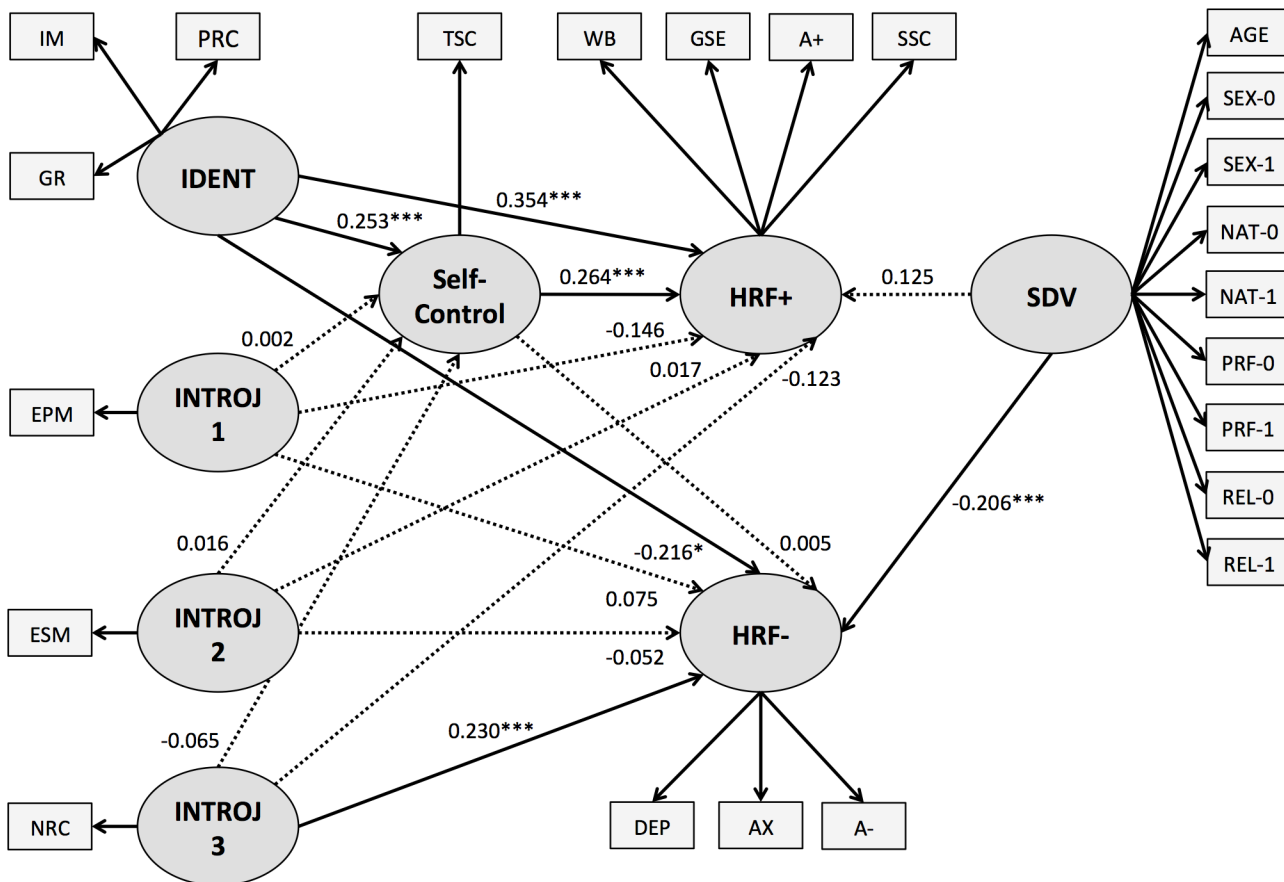 IM
PRC
TSC
WB
GSE
A+
SSC
AGE
SEX-0
SEX-1
NAT-0
NAT-1
PRF-0
PRF-1
REL-0
REL-1
GR
IDENT
0.354***
0.253***
Self-
Control
0.264***
HRF+
0.125
SDV
0.002
-0.146
0.017
-0.123
EPM
INTROJ
1
0.016
-0.216*
0.005
-0.206***
0.075
ESM
INTROJ
2
-0.052
HRF-
-0.065
0.230***
NRC
INTROJ
3
DEP
AX
A-